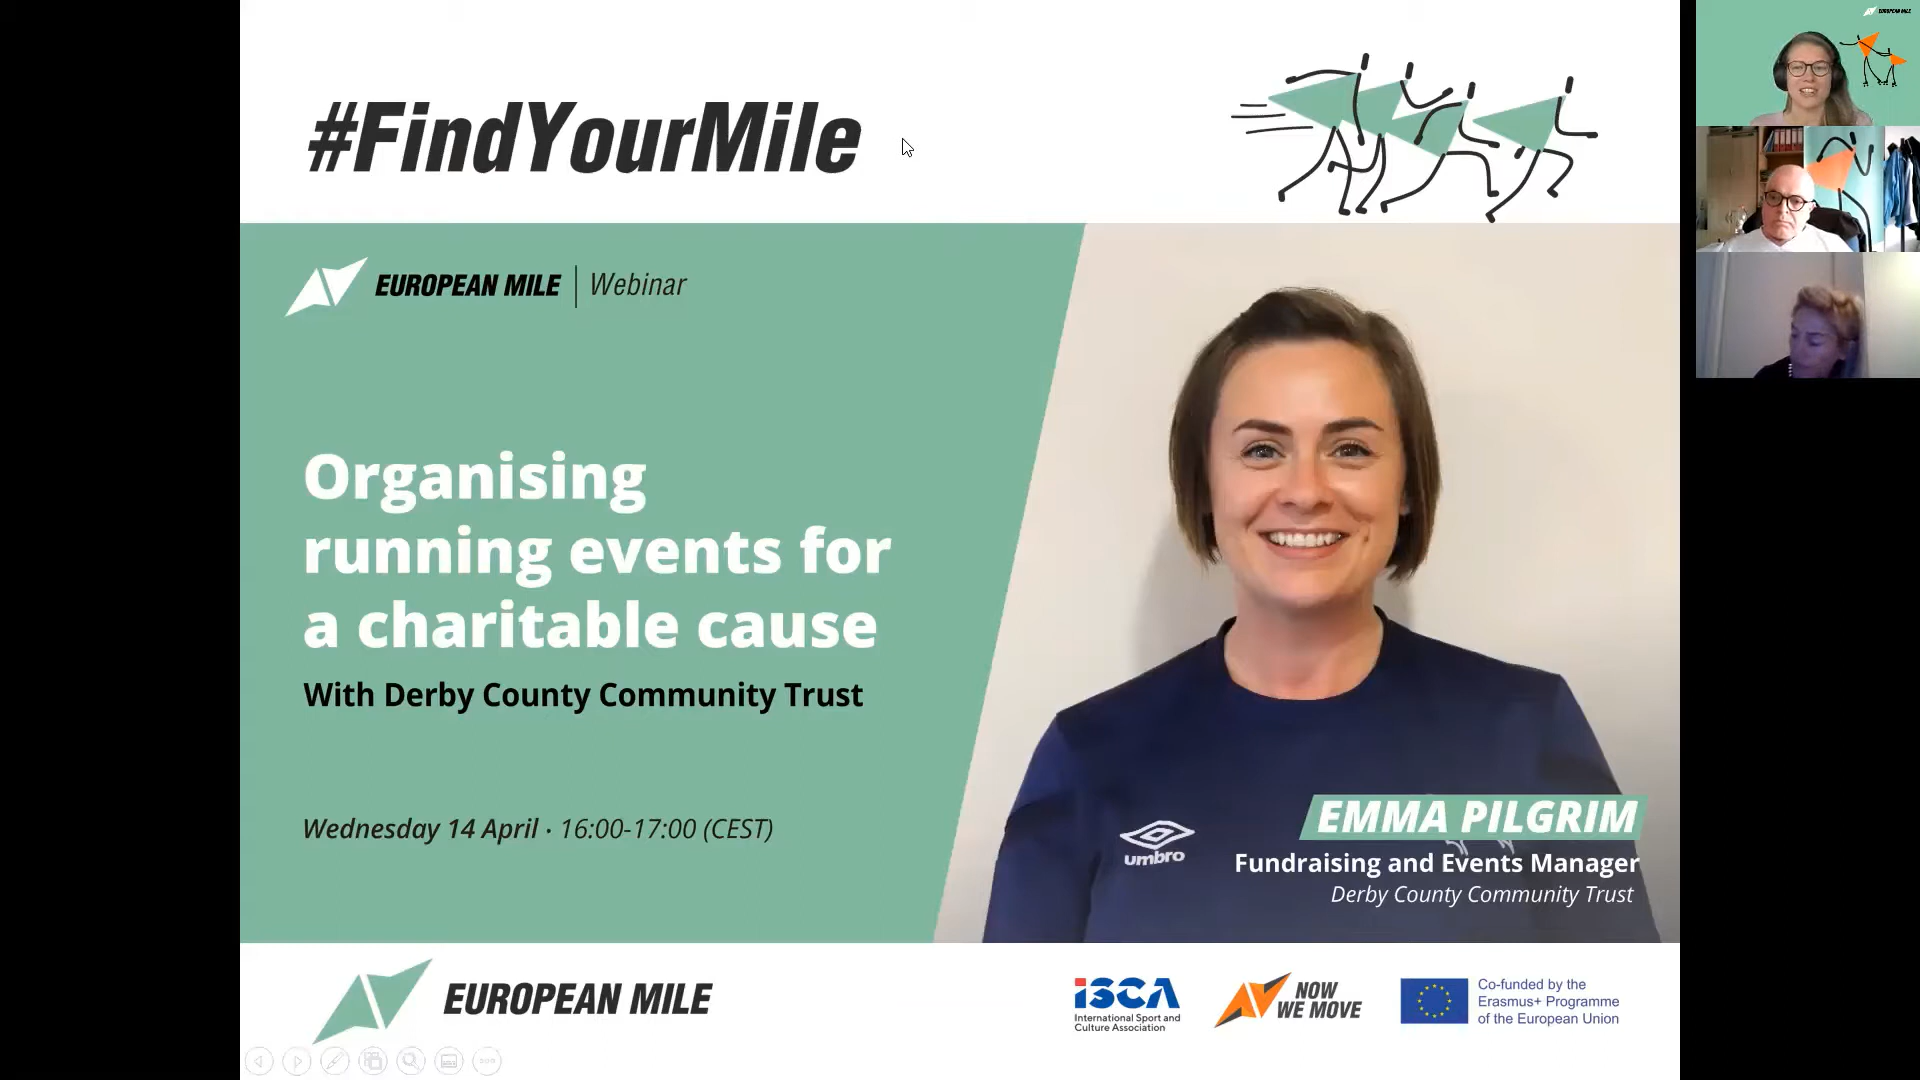 #FindYourMile
EUROPEAN MILE | Webinar
Organising
running events for
a charitable cause
With Derby County Community Trust
Wednesday 14 April · 16:00-17:00 (CEST)
umbro
EMMA PILGRIM
Fundraising and Events Manager
Derby County Community Trust
EUROPEAN MILE
ISCA
International Sport and
Culture Association
NOW
WE MOVE
Co-funded by the
Erasmus+ Programme
of the European Union
EUROPEAN MILE